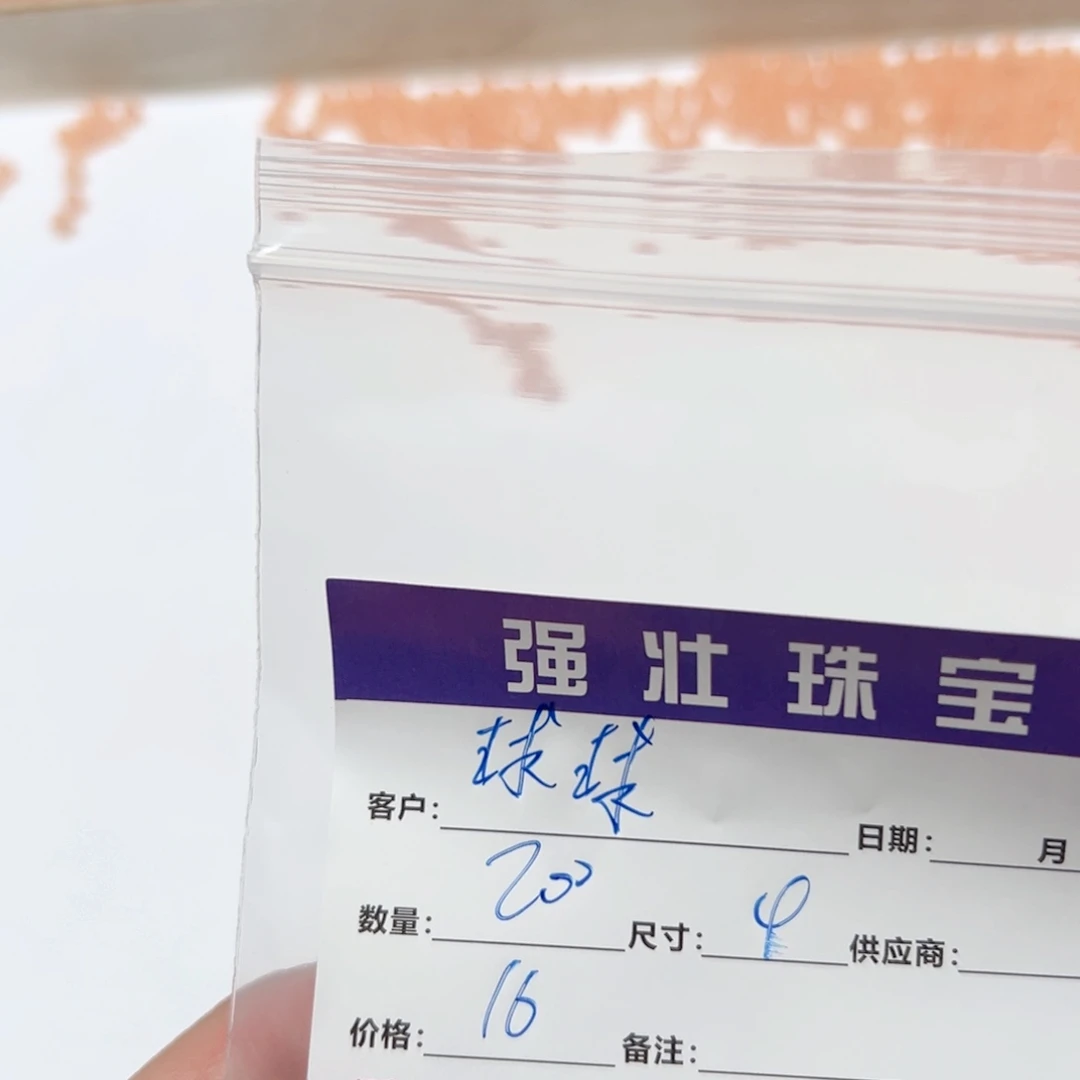 强壮珠宝
客户: 球球 日期: 月
数量: 200 尺寸: 供应商:
价格: 16 备注: